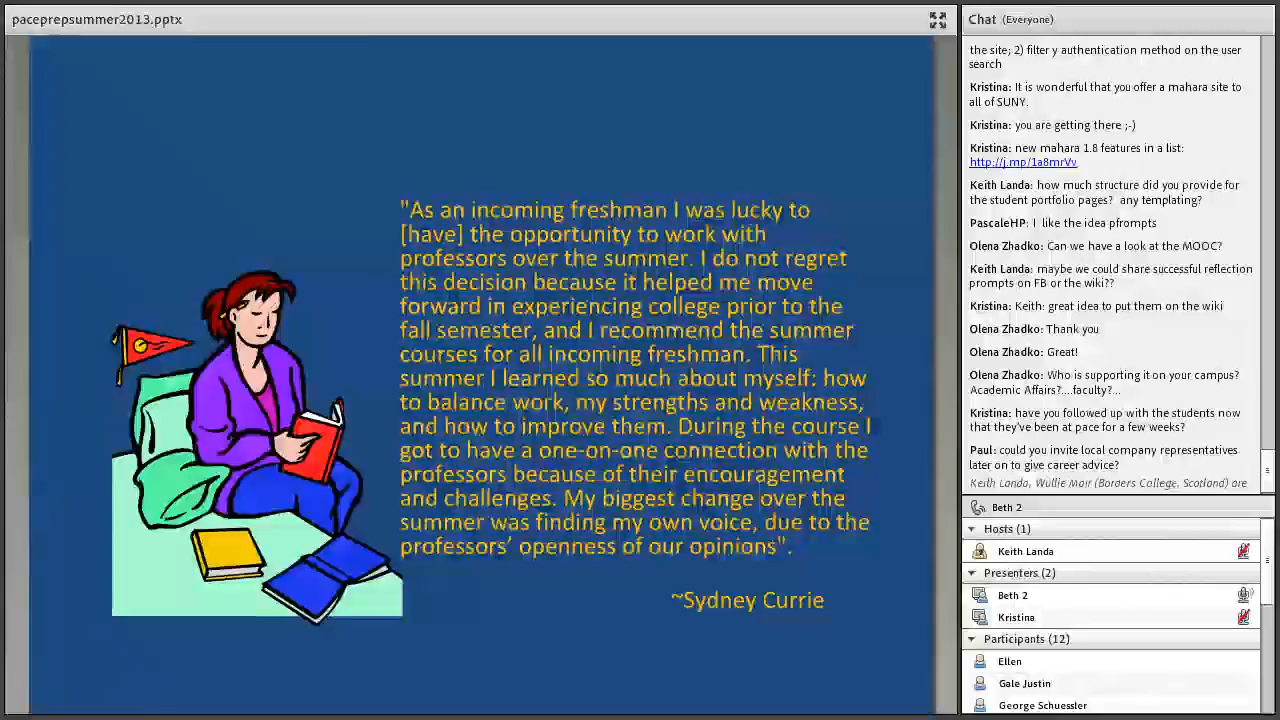 paceprepsummer2013.pptx
"As an incoming freshman I was lucky to
[have] the opportunity to work with
professors over the summer. I do not regret
this decision because it helped me move
forward in experiencing college prior to the
fall semester, and I recommend the summer
courses for all incoming freshman. This
summer I learned so much about myself: how
to balance work, my strengths and weakness,
and how to improve them. During the course I
got to have a one-on-one connection with the
professors because of their encouragement
and challenges. My biggest change over the
summer was finding my own voice, due to the
professors’ openness of our opinions".
~Sydney Currie
Chat (Everyone)
the site; 2) filter y authentication method on the user
search
Kristina: It is wonderful that you offer a mahara site to
all of SUNY.
Kristina: you are getting there ;-)
Kristina: new mahara 1.8 features in a list:
http://j.mp/1a8mrVv
Keith Landa: how much structure did you provide for
the student portfolio pages? any templating?
PascaleHP: I like the idea pfrompts
Olena Zhadko: Can we have a look at the MOOC?
Keith Landa: maybe we could share successful reflection
prompts on FB or the wiki??
Kristina: Keith: great idea to put them on the wiki
Olena Zhadko: Thank you
Olena Zhadko: Great!
Olena Zhadko: Who is supporting it on your campus?
Academic Affairs?...faculty?...
Kristina: have you followed up with the students now
that they've been at pace for a few weeks?
Paul: could you invite local company representatives
later on to give career advice?
Keith Landa, Wullie Mair (Borders College, Scotland) are
Beth 2
Hosts (1)
Keith Landa
Presenters (2)
Beth 2
Kristina
Participants (12)
Ellen
Gale Justin
George Schuessler